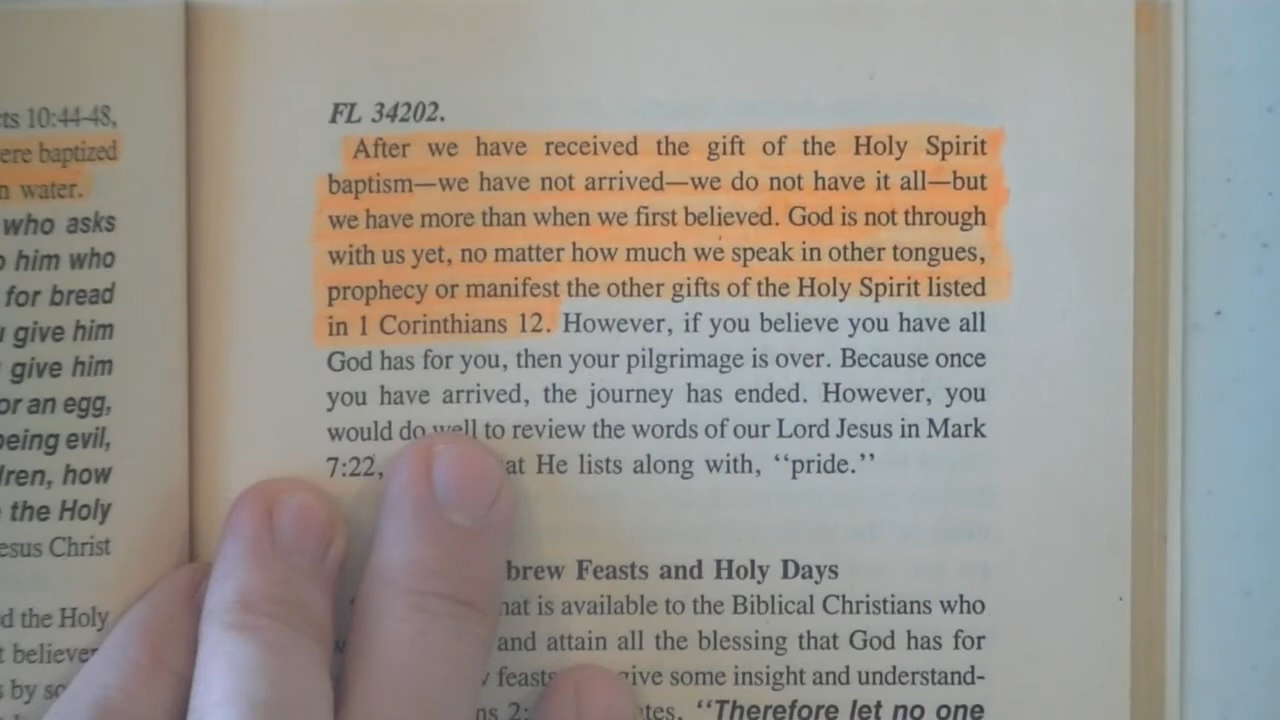 ts 10:44-48,
ere baptized
n water.
who asks
him who
for bread
give him
give him
or an egg,
being evil,
dren, how
the Holy
esus Christ
d the Holy
t believe
s by so
FL 34202.
After we have received the gift of the Holy Spirit
baptism—we have not arrived—we do not have it all—but
we have more than when we first believed. God is not through
with us yet, no matter how much we speak in other tongues,
prophecy or manifest the other gifts of the Holy Spirit listed
in 1 Corinthians 12. However, if you believe you have all
God has for you, then your pilgrimage is over. Because once
you have arrived, the journey has ended. However, you
would do well to review the words of our Lord Jesus in Mark
7:22, at He lists along with, “pride.”
brew Feasts and Holy Days
hat is available to the Biblical Christians who
and attain all the blessing that God has for
feasts give some insight and understand-
ns 2: tes, “Therefore let no one